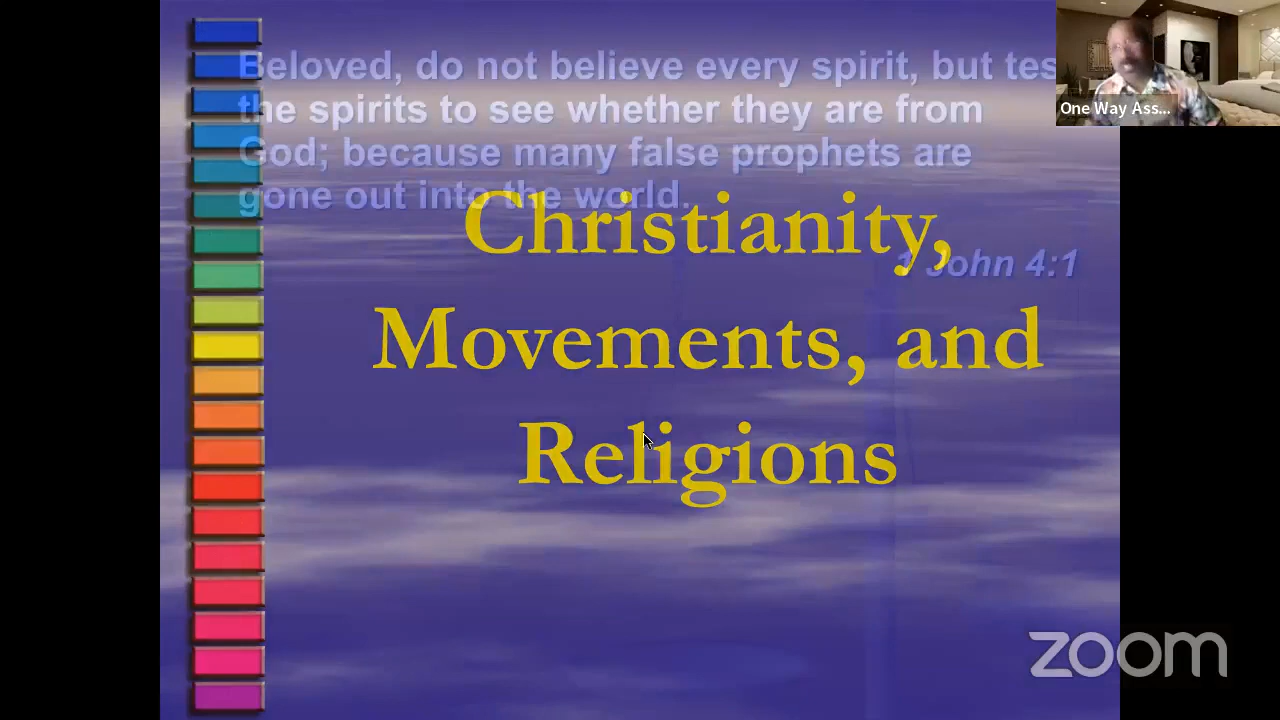 Beloved, do not believe every spirit, but tes
the spirits to see whether they are from
God; because many false prophets are
gone out into the world.
1 John 4:1
Christianity,
Movements, and
Religions
One Way Ass...
zoom